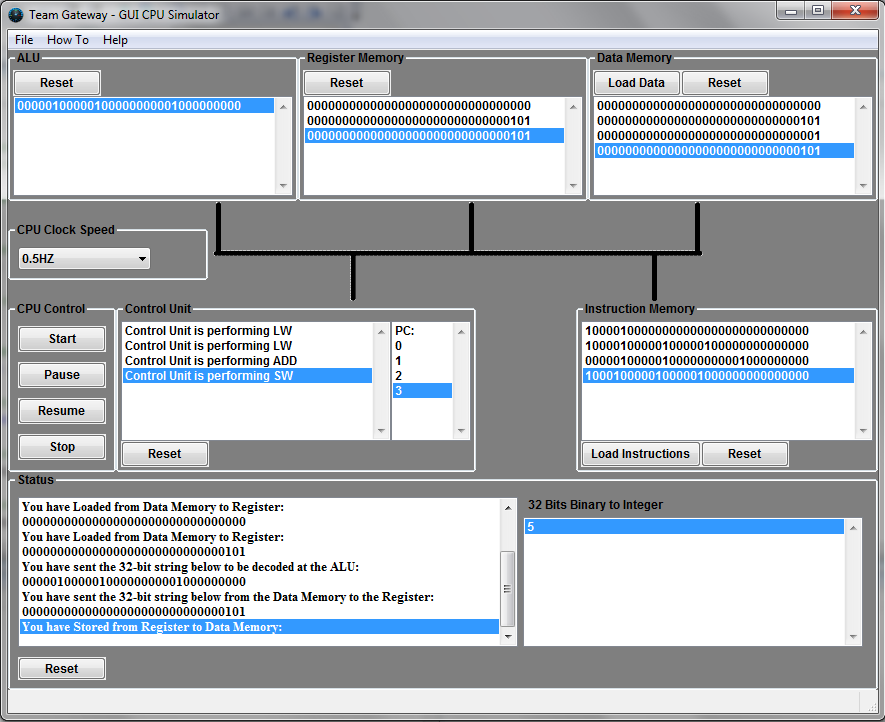 Team Gateway - GUI CPU Simulator
File How To Help
ALU
Reset
00000100000100000000001000000000
Register Memory
Reset
00000000000000000000000000000000
00000000000000000000000000000101
00000000000000000000000000000101
Data Memory
Load Data Reset
00000000000000000000000000000000
00000000000000000000000000000101
00000000000000000000000000000001
00000000000000000000000000000101
CPU Clock Speed
0.5HZ
CPU Control
Start
Pause
Resume
Stop
Control Unit
Control Unit is performing LW
Control Unit is performing LW
Control Unit is performing ADD
Control Unit is performing SW
PC:
0
1
2
3
Reset
Instruction Memory
10000100000000000000000000000000
10000100000100000100000000000000
00000100000100000000001000000000
10001000001000001000000000000000
Load Instructions Reset
Status
You have Loaded from Data Memory to Register:
00000000000000000000000000000000
You have Loaded from Data Memory to Register:
00000000000000000000000000000101
You have sent the 32-bit string below to be decoded at the ALU:
00000100000100000000001000000000
You have sent the 32-bit string below from the Data Memory to the Register:
00000000000000000000000000000101
You have Stored from Register to Data Memory:
Reset
32 Bits Binary to Integer
5